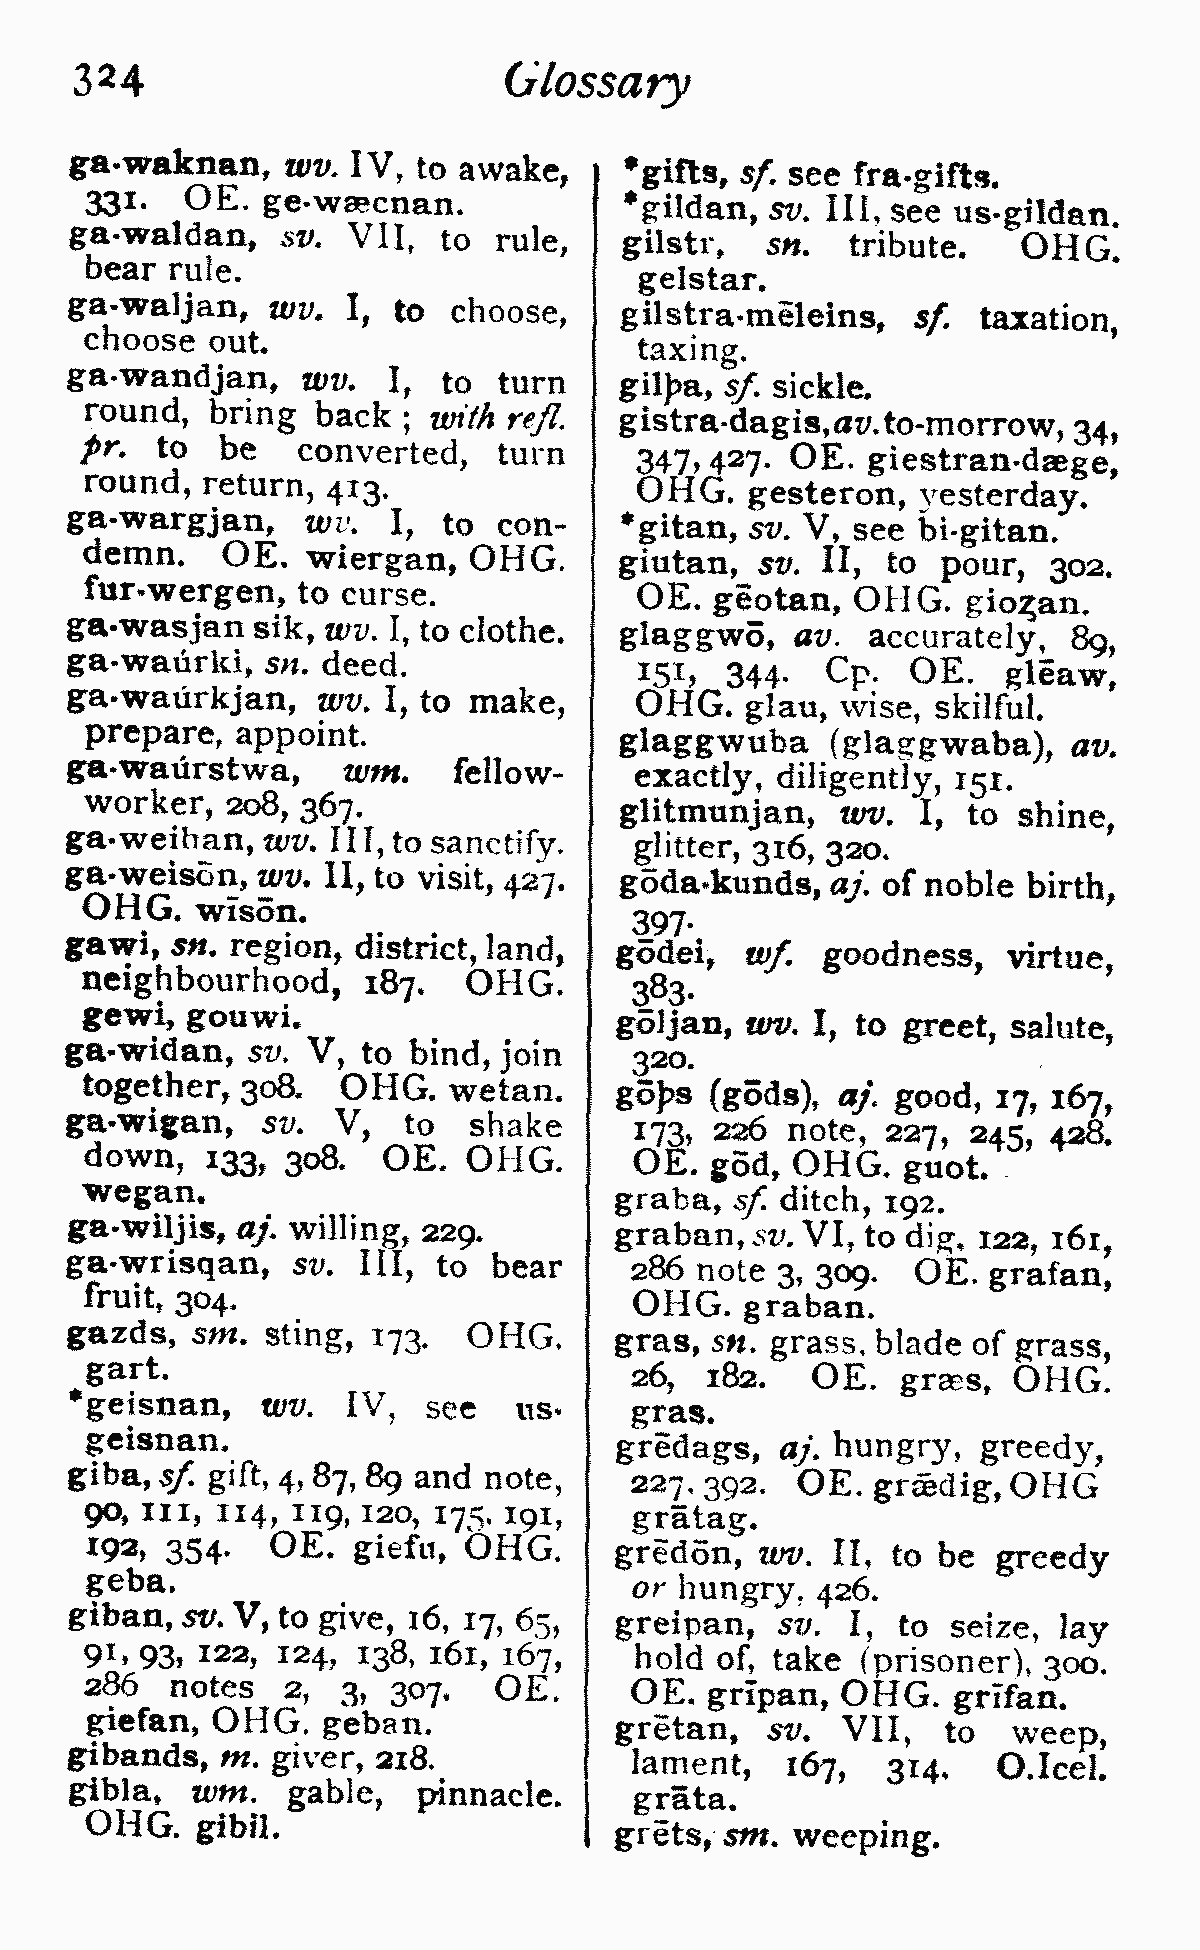 324
Glossary
ga·waknan, wv. IV, to awake,
331. OE. ge·wæcnan.
ga·waldan, sv. VII, to rule,
bear rule.
ga·waljan, wv. I, to choose,
choose out.
ga·wandjan, wv. I, to turn
round, bring back; with refl.
pr. to be converted, turn
round, return, 413.
ga·wargjan, wv. I, to con-
demn. OE. wiergan, OHG.
fur·wergen, to curse.
ga·wasjan sik, wv. I, to clothe.
ga·waúrki, sn. deed.
ga·waúrkjan, wv. I, to make,
prepare, appoint.
ga·waúrstwa, wm. fellow-
worker, 208, 367.
ga·weihan, wv. III, to sanctify.
ga·weisōn, wv. II, to visit, 427.
OHG. wīsōn.
gawi, sn. region, district, land,
neighbourhood, 187. OHG.
gewi, gouwi.
ga·widan, sv. V, to bind, join
together, 308. OHG. wetan.
ga·wigan, sv. V, to shake
down, 133, 308. OE. OHG.
wegan.
ga·wiljis, aj. willing, 229.
ga·wrisqan, sv. III, to bear
fruit, 304.
gazds, sm. sting, 173. OHG.
gart.
*geisnan, wv. IV, see us·
geisnan.
giba, sf. gift, 4, 87, 89 and note,
90, 111, 114, 119, 120, 175, 191,
192, 354. OE. giefu, OHG.
geba.
giban, sv. V, to give, 16, 17, 65,
91, 93, 122, 124, 138, 161, 167,
286 notes 2, 3, 307. OE.
giefan, OHG. geban.
gibands, m. giver, 218.
gibla, wm. gable, pinnacle.
OHG. gibil.
*gifts, sf. see fra·gifts.
*gildan, sv. III, see us·gildan.
gilstr, sn. tribute. OHG.
gelstar.
gilstra·mēleins, sf. taxation,
taxing.
gilþa, sf. sickle.
gistra·dagis, av. to-morrow, 34,
347, 427. OE. giestran·dæge,
OHG. gesteron, yesterday.
*gitan, sv. V, see bi·gitan.
giutan, sv. II, to pour, 302.
OE. gēotan, OHG. gioʒan.
glaggwō, av. accurately, 89,
151, 344. Cp. OE. glēaw,
OHG. glau, wise, skilful.
glaggwuba (glaggwaba), av.
exactly, diligently, 151.
glitmunjan, wv. I, to shine,
glitter, 316, 320.
gōda·kunds, aj. of noble birth,
397.
gōdei, wf. goodness, virtue,
383.
gōljan, wv. I, to greet, salute,
320.
gōþs (gōds), aj. good, 17, 167,
173, 226 note, 227, 245, 428.
OE. gōd, OHG. guot.
graba, sf. ditch, 192.
graban, sv. VI, to dig, 122, 161,
286 note 3, 309. OE. grafan,
OHG. graban.
gras, sn. grass, blade of grass,
26, 182. OE. græs, OHG.
gras.
grēdags, aj. hungry, greedy,
227, 392. OE. grǣdig, OHG
grātag.
grēdōn, wv. II, to be greedy
or hungry, 426.
greipan, sv. I, to seize, lay
hold of, take (prisoner), 300.
OE. grīpan, OHG. grīfan.
grētan, sv. VII, to weep,
lament, 167, 314. O.Icel.
grāta.
grēts, sm. weeping.